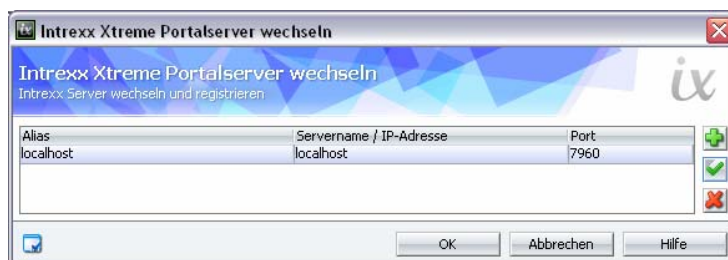 Intrexx Xtreme Portalserver wechseln
Intrexx Xtreme Portalserver wechseln
Intrexx Server wechseln und registrieren
ix
Alias Servername / IP-Adresse Port
localhost localhost 7960
OK Abbrechen Hilfe